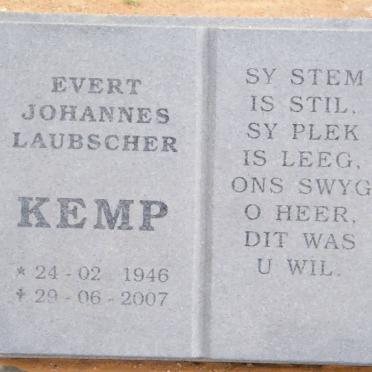 EVERT
JOHANNES
LAUBSCHER
KEMP
* 24 - 02 1946
✝ 29 - 06 - 2007
SY STEM
IS STIL,
SY PLEK
IS LEEG,
ONS SWYG
O HEER,
DIT WAS
U WIL.